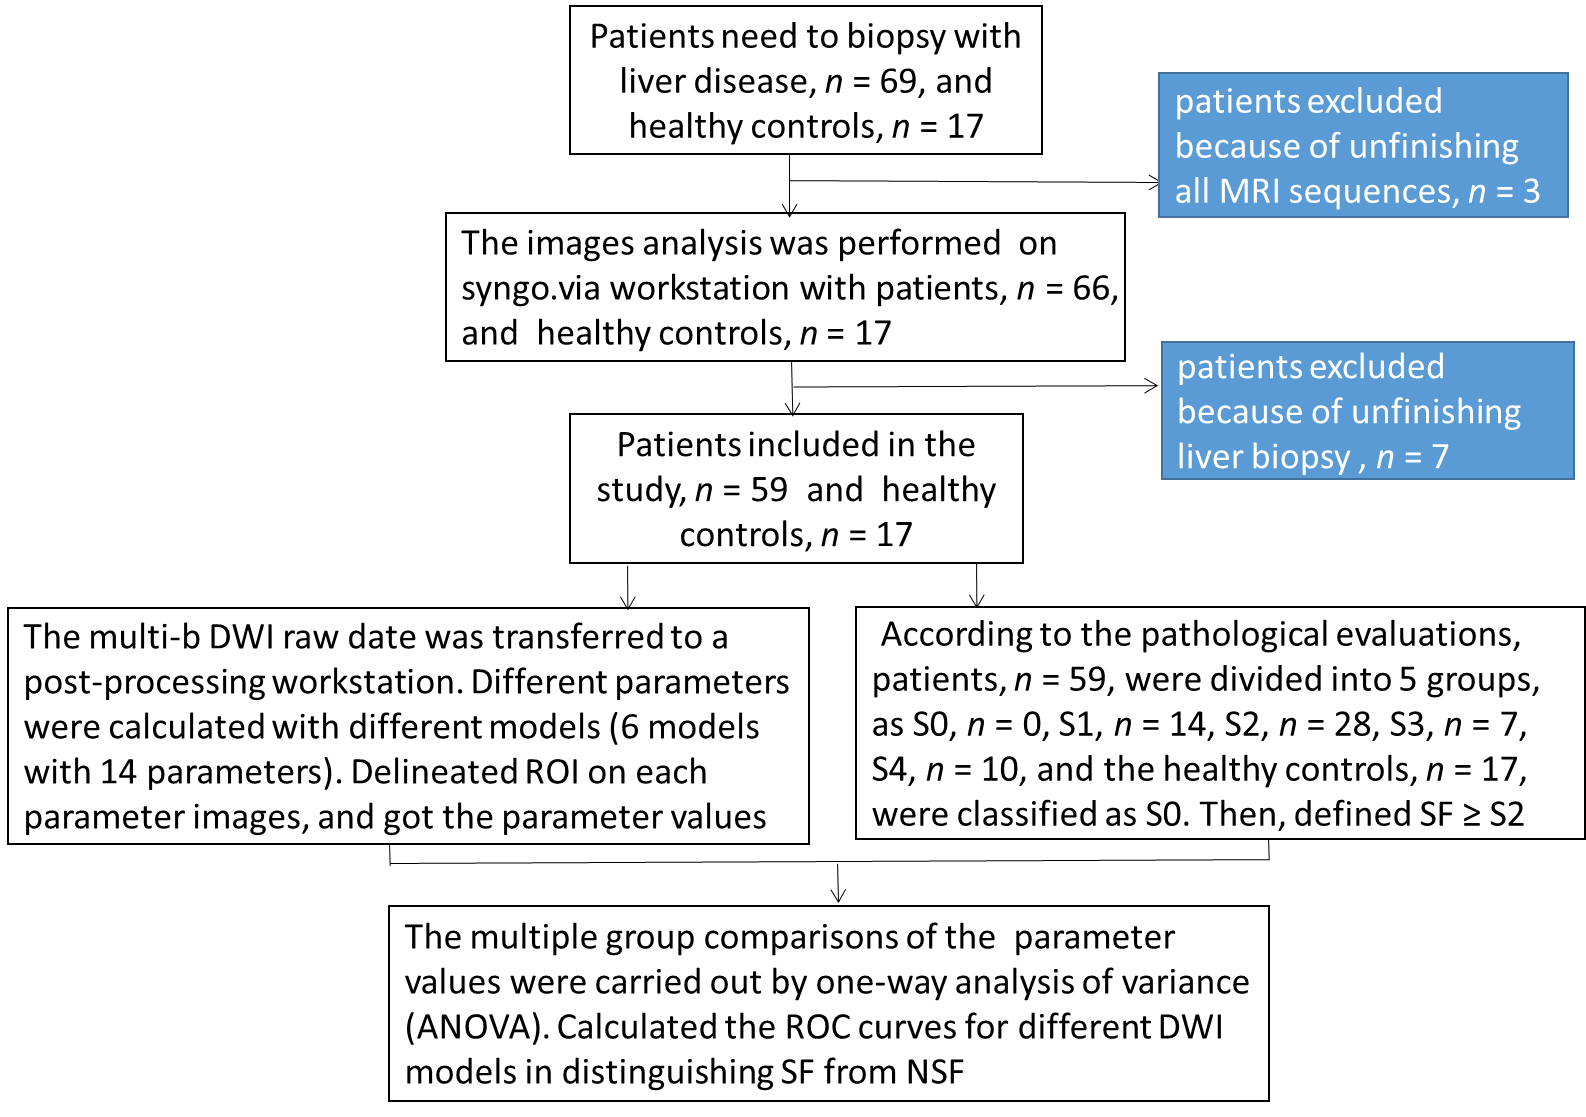 Patients need to biopsy with
liver disease, n = 69, and
healthy controls, n = 17
patients excluded
because of unfinishing
all MRI sequences, n = 3
The images analysis was performed  on
syngo.via workstation with patients, n = 66,
and  healthy controls, n = 17
patients excluded
because of unfinishing
liver biopsy , n = 7
Patients included in the
study, n = 59  and  healthy
controls, n = 17
The multi-b DWI raw date was transferred to a
post-processing workstation. Different parameters
were calculated with different models (6 models
with 14 parameters). Delineated ROI on each
parameter images, and got the parameter values
According to the pathological evaluations,
patients, n = 59, were divided into 5 groups,
as S0, n = 0, S1, n = 14, S2, n = 28, S3, n = 7,
S4, n = 10, and the healthy controls, n = 17,
were classified as S0. Then, defined SF ≥ S2
The multiple group comparisons of the  parameter
values were carried out by one-way analysis of variance
(ANOVA). Calculated the ROC curves for different DWI
models in distinguishing SF from NSF